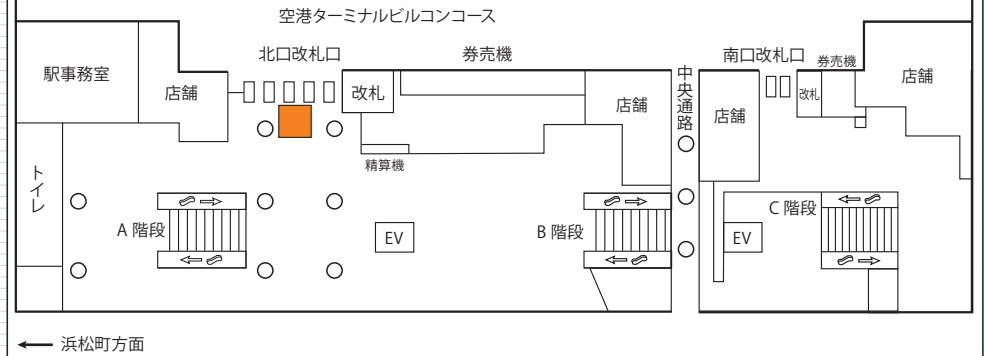 空港ターミナルビルコンコース
北口改札口
券売機
南口改札口
券売機
駅事務室
店舗
改札
店舗
中央通路
店舗
改札
店舗
精算機
トイレ
A 階段
EV
B 階段
EV
C 階段
浜松町方面